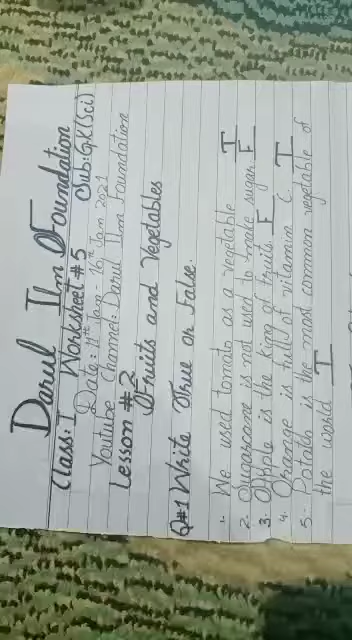 Darul Ilm Foundation
Class: I Worksheet #5 Sub: GK(Sci)
Date: 11th Jan - 16th Jan 2021
Youtube Channel: Darul Ilm Foundation
Lesson #2
Fruits and Vegetables
Q#1 Write True or False.
1. We used tomato as a vegetable T
2. Sugarcane is not used to make sugar. F
3. Apple is the king of fruits. F
4. Orange is full of vitamin C. T
5. Potatoh is the most common vegetable of
the world T